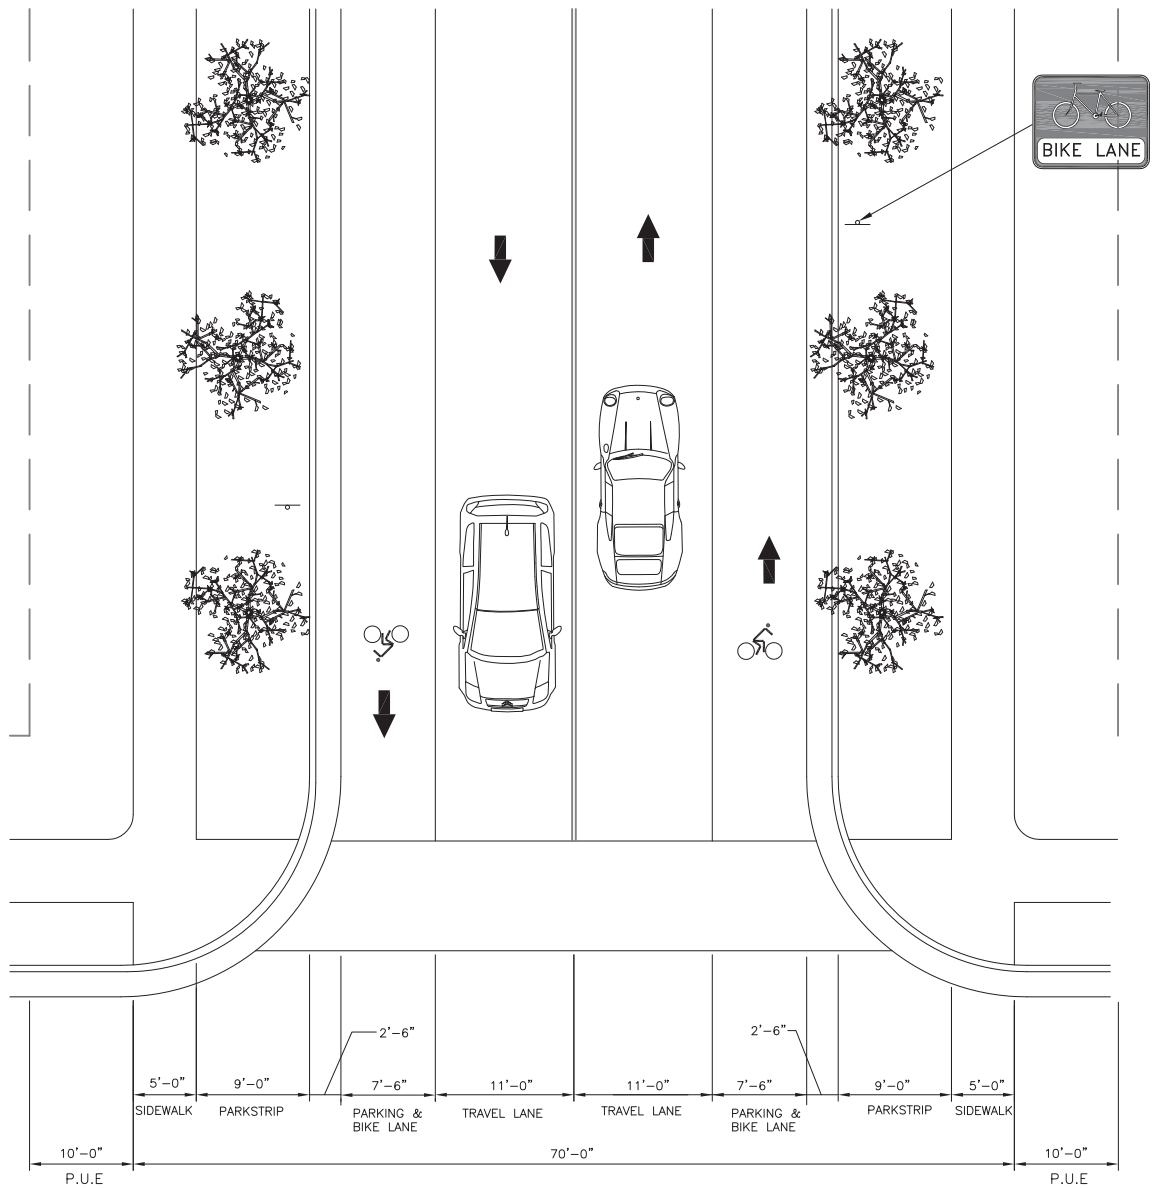 BIKE LANE
2'-6"
2'-6"
5'-0"
9'-0"
7'-6"
11'-0"
11'-0"
7'-6"
9'-0"
5'-0"
SIDEWALK
PARKSTRIP
PARKING &
BIKE LANE
TRAVEL LANE
TRAVEL LANE
PARKING &
BIKE LANE
PARKSTRIP
SIDEWALK
10'-0"
70'-0"
10'-0"
P.U.E
P.U.E